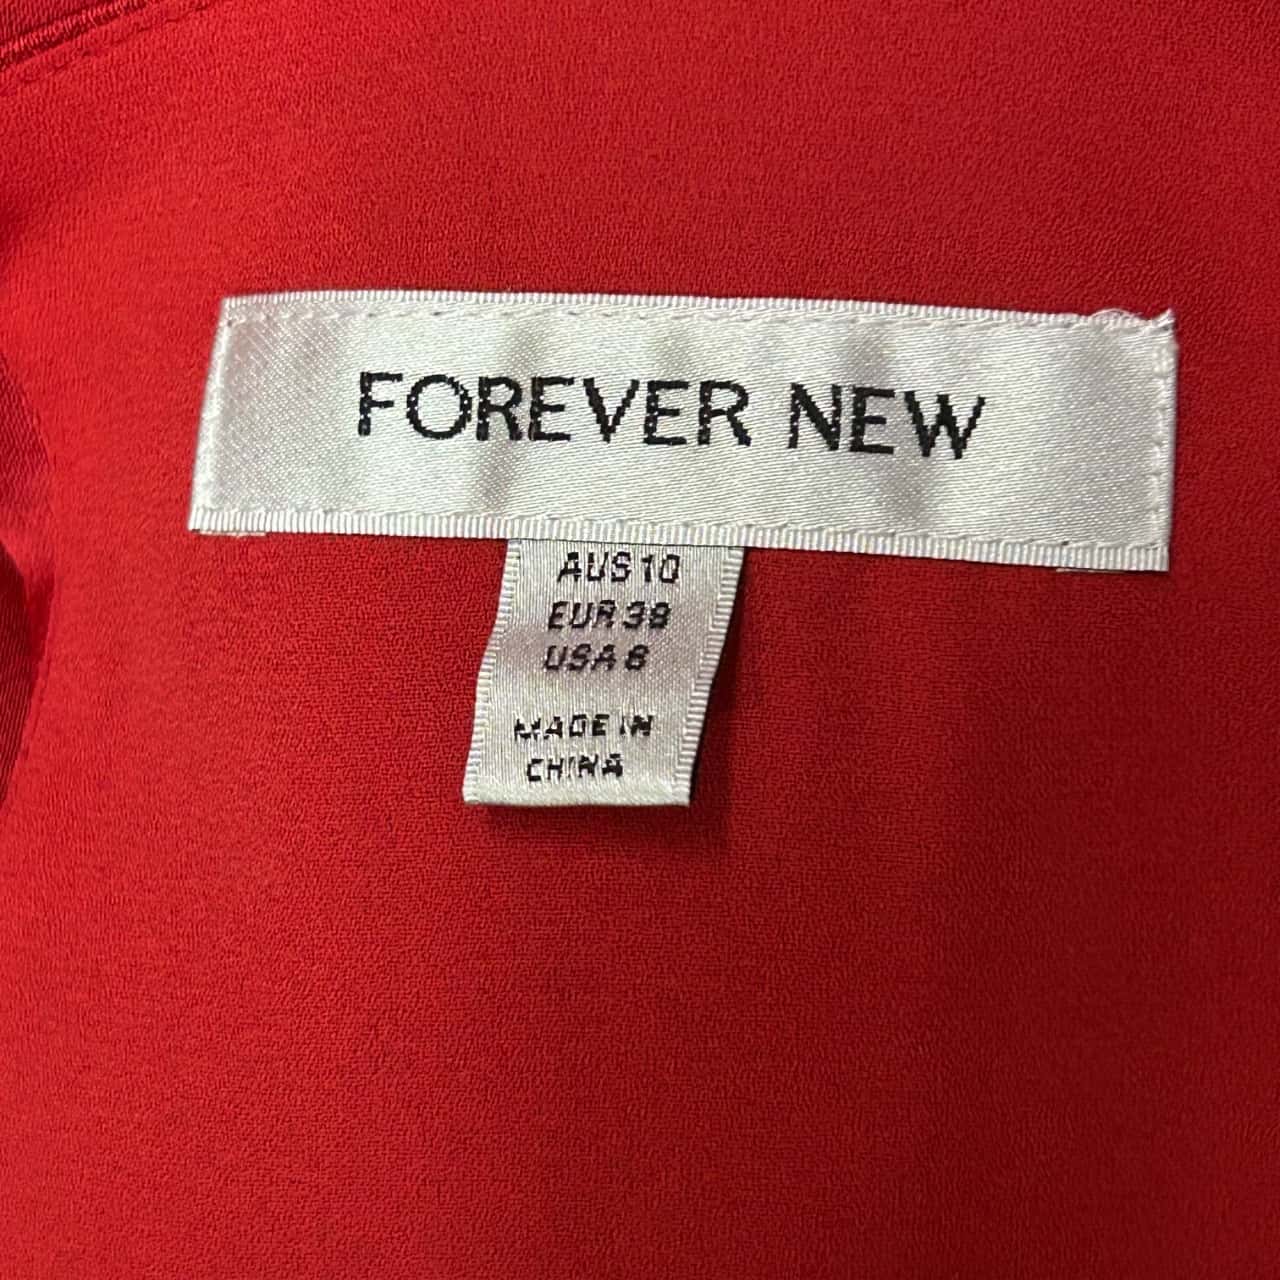 FOREVER NEW
AUS 10
EUR 38
USA 6
MADE IN
CHINA